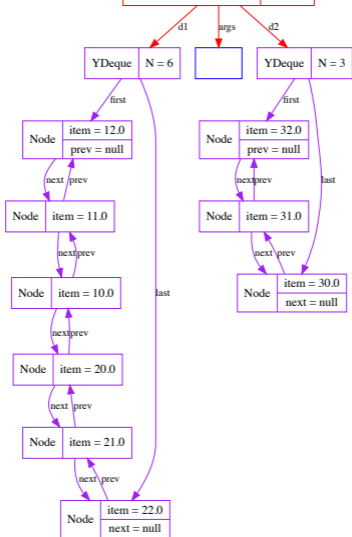 d1 args d2
YDeque N = 6
YDeque N = 3
first
first
Node item = 12.0
prev = null
Node item = 32.0
prev = null
next prev
next prev
last
Node item = 11.0
Node item = 31.0
next prev
next prev
Node item = 10.0
last
Node item = 30.0
next = null
next prev
Node item = 20.0
next prev
Node item = 21.0
next prev
Node item = 22.0
next = null